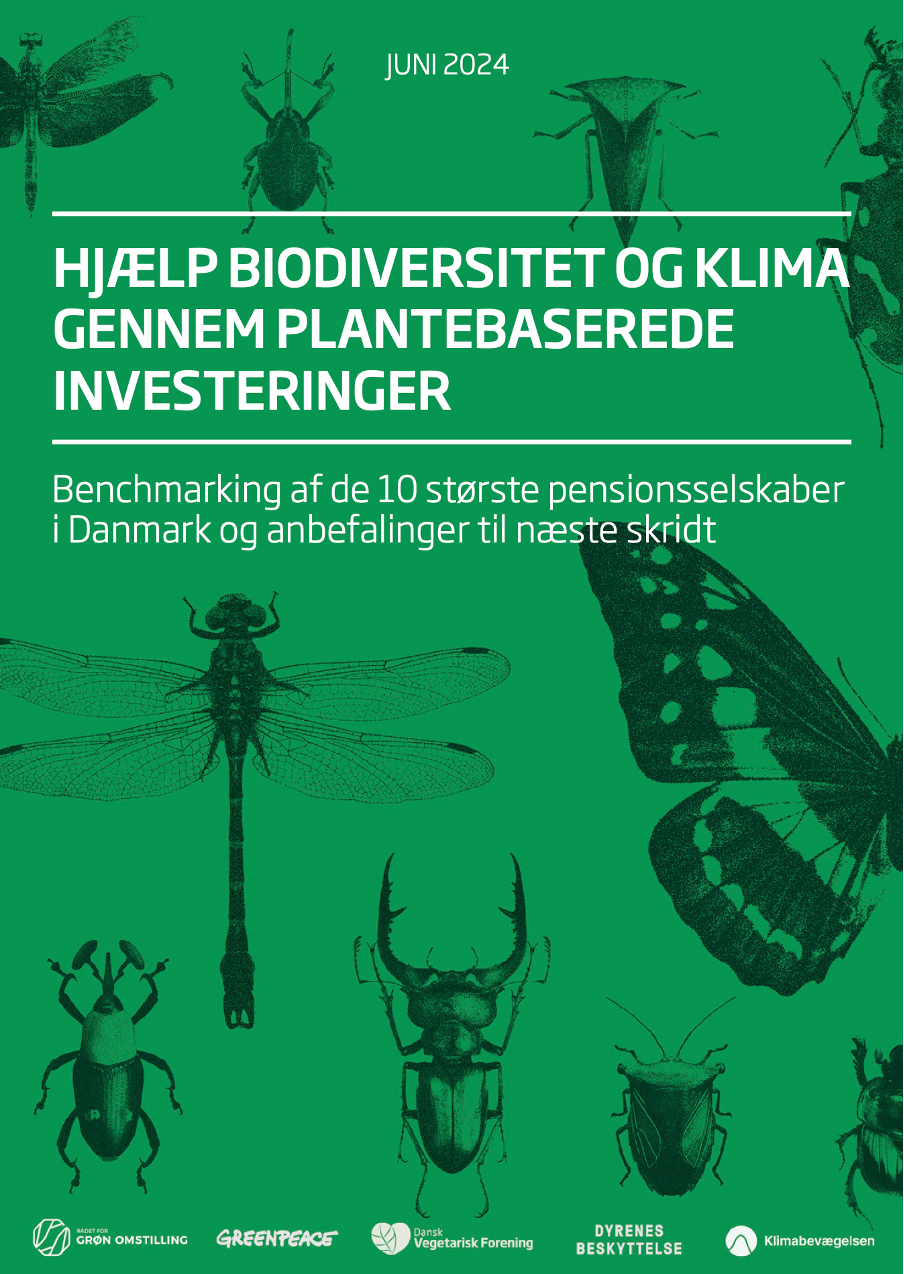 JUNI 2024
HJÆLP BIODIVERSITET OG KLIMA
GENNEM PLANTEBASEREDE
INVESTERINGER
Benchmarking af de 10 største pensionsselskaber
i Danmark og anbefalinger til næste skridt
RÅDET FOR
GRØN OMSTILLING
GREENPEACE
Dansk
Vegetarisk Forening
DYRENES
BESKYTTELSE
Klimabevægelsen